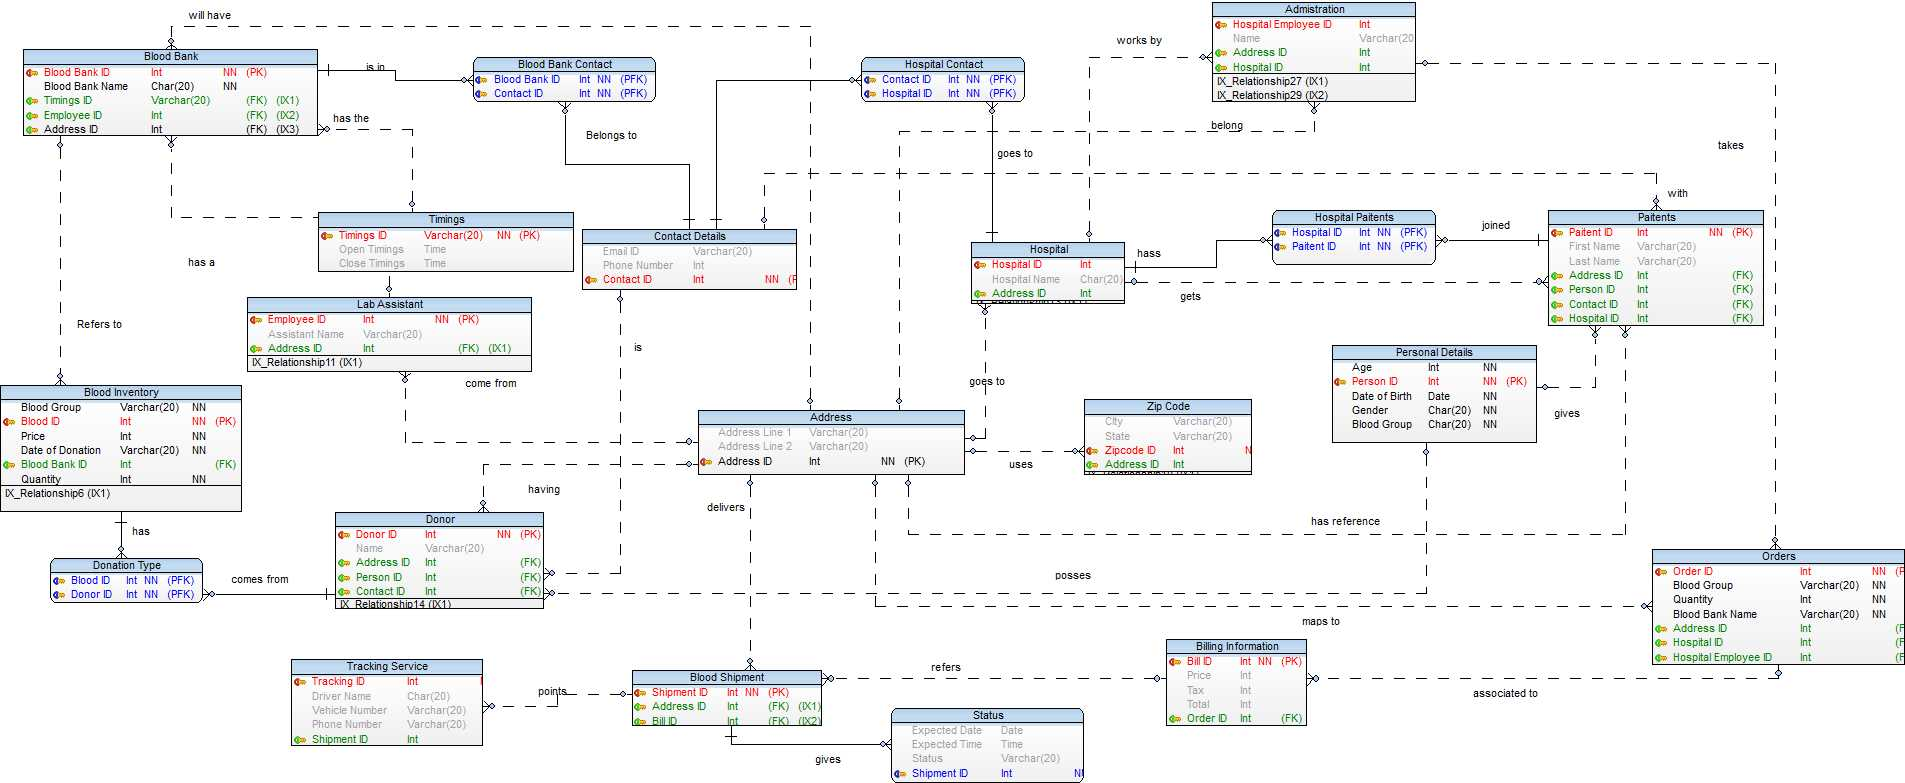 will have
Blood Bank
Blood Bank ID Int NN (PK)
Blood Bank Name Char(20) NN
Timings ID Varchar(20) (FK) (IX1)
Employee ID Int (FK) (IX2)
Address ID Int (FK) (IX3)
is in
Blood Bank Contact
Blood Bank ID Int NN (PFK)
Contact ID Int NN (PFK)
Hospital Contact
Contact ID Int NN (PFK)
Hospital ID Int NN (PFK)
works by
Admistration
Hospital Employee ID Int
Name Varchar(20
Address ID Int
Hospital ID Int
IX_Relationship27 (IX1)
IX_Relationship29 (IX2)
has the
Belongs to
goes to
belong
takes
with
has a
Timings
Timings ID Varchar(20) NN (PK)
Open Timings Time
Close Timings Time
Contact Details
Email ID Varchar(20)
Phone Number Int
Contact ID Int NN (F
Hospital
Hospital ID Int
Hospital Name Char(20)
Address ID Int
hass
Hospital Paitents
Hospital ID Int NN (PFK)
Paitent ID Int NN (PFK)
joined
Paitents
Paitent ID Int NN (PK)
First Name Varchar(20)
Last Name Varchar(20)
Address ID Int (FK)
Person ID Int (FK)
Contact ID Int (FK)
Hospital ID Int (FK)
gets
Refers to
Lab Assistant
Employee ID Int NN (PK)
Assistant Name Varchar(20)
Address ID Int (FK) (IX1)
IX_Relationship11 (IX1)
come from
is
goes to
Personal Details
Age Int NN
Person ID Int NN (PK)
Date of Birth Date NN
Gender Char(20) NN
Blood Group Char(20) NN
gives
Blood Inventory
Blood Group Varchar(20) NN
Blood ID Int NN (PK)
Price Int NN
Date of Donation Varchar(20) NN
Blood Bank ID Int (FK)
Quantity Int NN
IX_Relationship6 (IX1)
Address
Address Line 1 Varchar(20)
Address Line 2 Varchar(20)
Address ID Int NN (PK)
uses
Zip Code
City Varchar(20)
State Varchar(20)
Zipcode ID Int N
Address ID Int
having
delivers
has reference
has
Donor
Donor ID Int NN (PK)
Name Varchar(20)
Address ID Int (FK)
Person ID Int (FK)
Contact ID Int (FK)
IX_Relationship14 (IX1)
Donation Type
Blood ID Int NN (PFK)
Donor ID Int NN (PFK)
comes from
posses
maps to
Orders
Order ID Int NN (P
Blood Group Varchar(20) NN
Quantity Int NN
Blood Bank Name Varchar(20) NN
Address ID Int (F
Hospital ID Int (F
Hospital Employee ID Int (F
Tracking Service
Tracking ID Int
Driver Name Char(20)
Vehicle Number Varchar(20)
Phone Number Varchar(20)
Shipment ID Int
points
Blood Shipment
Shipment ID Int NN (PK)
Address ID Int (FK) (IX1)
Bill ID Int (FK) (IX2)
refers
Billing Information
Bill ID Int NN (PK)
Price Int
Tax Int
Total Int
Order ID Int (FK)
associated to
gives
Status
Expected Date Date
Expected Time Time
Status Varchar(20)
Shipment ID Int N